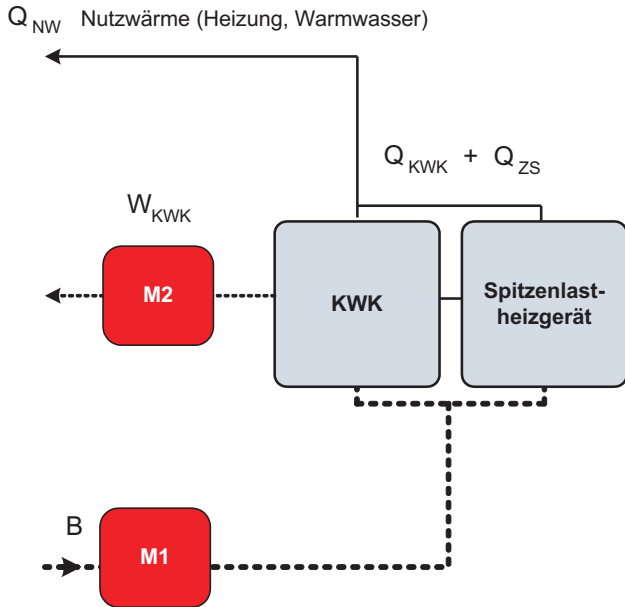 Q NW Nutzwärme (Heizung, Warmwasser)
Q KWK + Q ZS
W KWK
M2
KWK
Spitzenlast-
heizgerät
B
M1